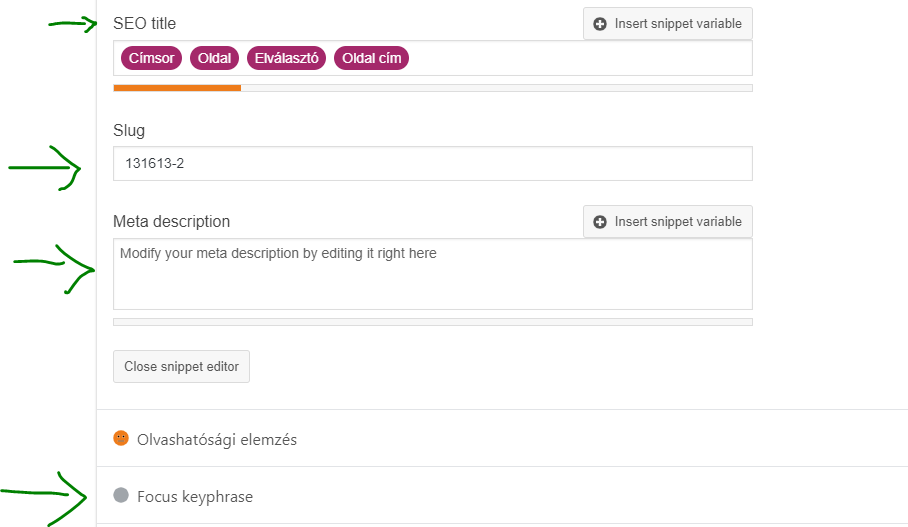 SEO title
Insert snippet variable
Címsor Oldal Elválasztó Oldal cím
Slug
131613-2
Meta description
Insert snippet variable
Modify your meta description by editing it right here
Close snippet editor
Olvashatósági elemzés
Focus keyphrase